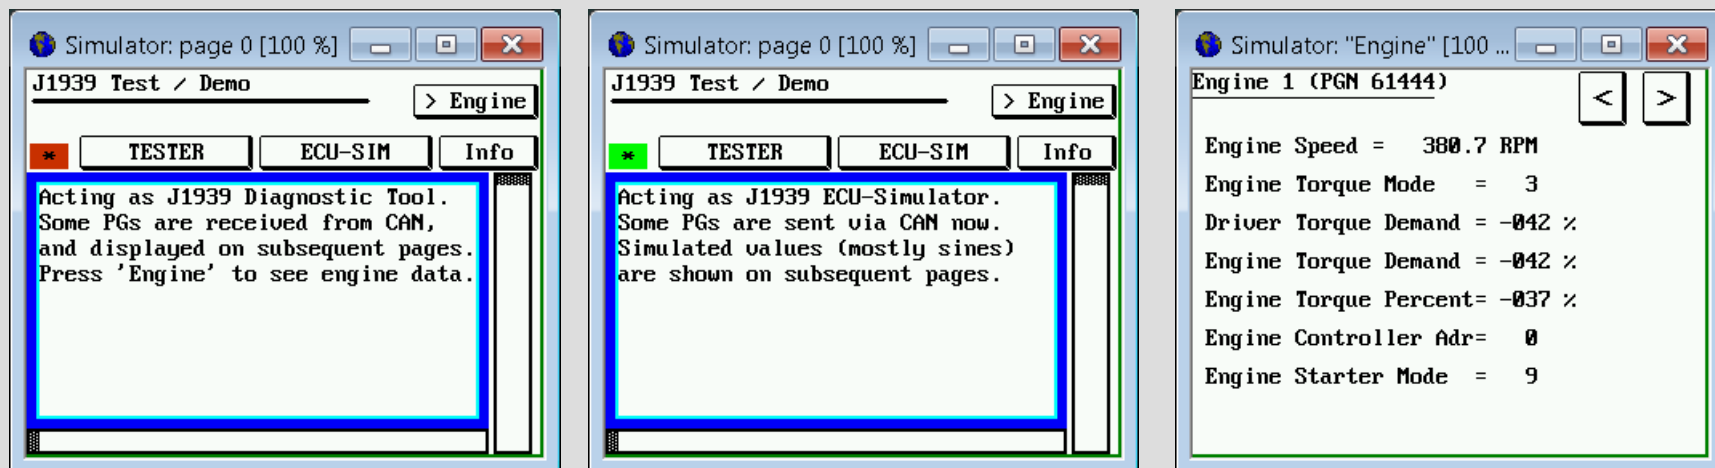 Simulator: page 0 [100 %]
J1939 Test / Demo
> Engine
* TESTER ECU-SIM Info
Acting as J1939 Diagnostic Tool.
Some PGs are received from CAN,
and displayed on subsequent pages.
Press 'Engine' to see engine data.
Simulator: page 0 [100 %]
J1939 Test / Demo
> Engine
* TESTER ECU-SIM Info
Acting as J1939 ECU-Simulator.
Some PGs are sent via CAN now.
Simulated values (mostly sines)
are shown on subsequent pages.
Simulator: "Engine" [100 ...
Engine 1 (PGN 61444)
< >
Engine Speed = 380.7 RPM
Engine Torque Mode = 3
Driver Torque Demand = -042 %
Engine Torque Demand = -042 %
Engine Torque Percent= -037 %
Engine Controller Adr= 0
Engine Starter Mode = 9